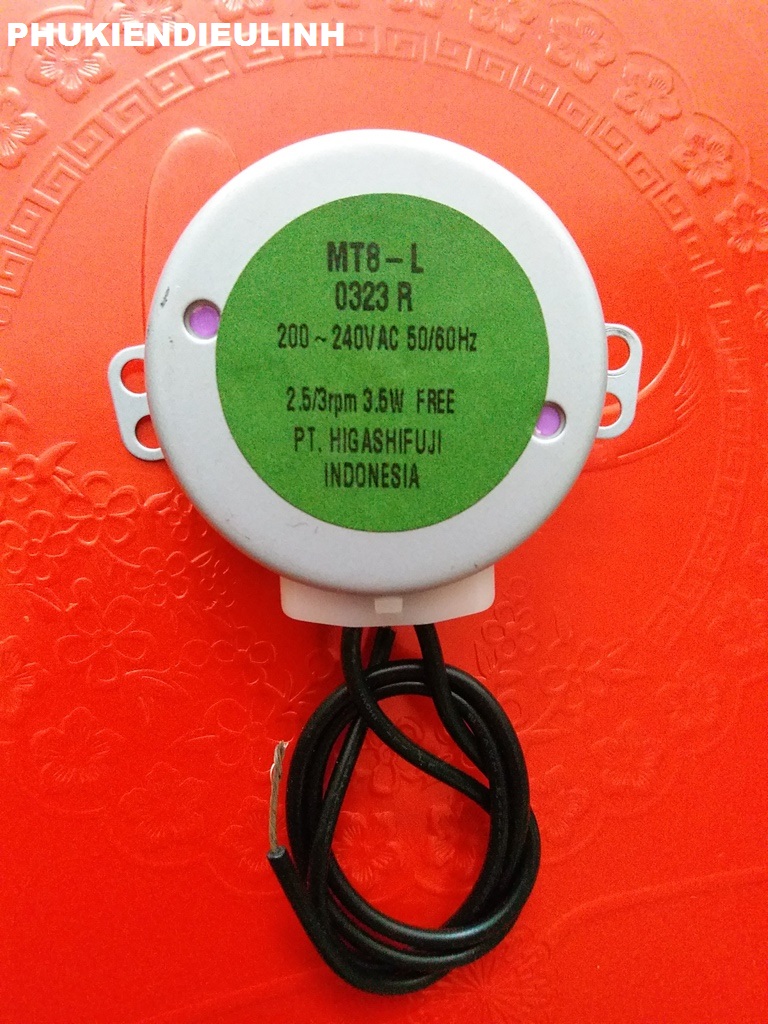 PHUKIENDIEULINH
MT8-L
0323 R
200 ~ 240VAC 50/60Hz
2.5/3rpm 3.5W FREE
PT. HIGASHIFUJI
INDONESIA